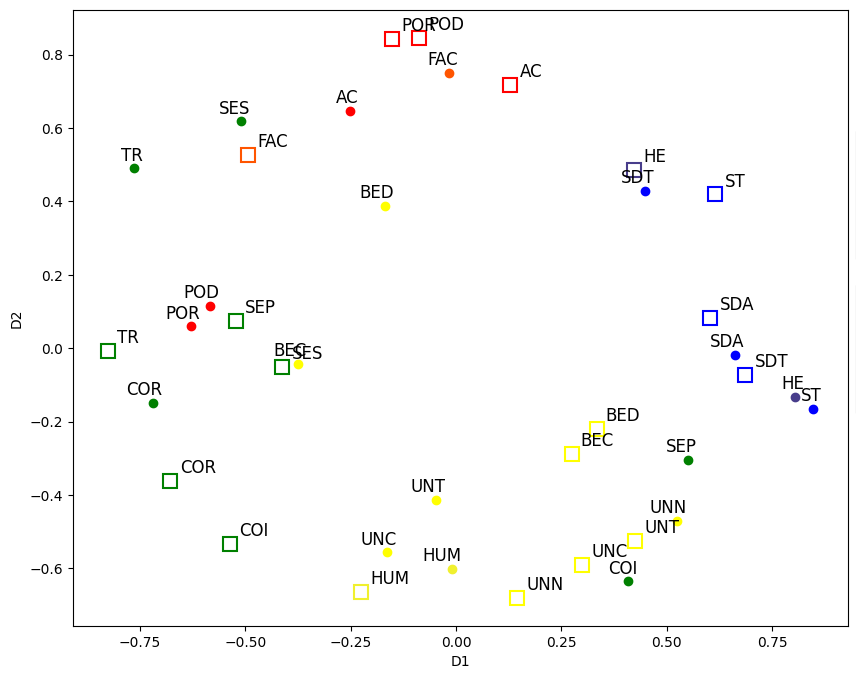 POR
POD
0.8
FAC
AC
AC
SES
0.6
FAC
TR
HE
SDT
ST
BED
0.4
0.2
POD
SEP
SDA
POR
TR
SDA
0.0
BEC
SES
SDT
HE
COR
ST
−0.2
BED
BEC
SEP
COR
−0.4
UNT
UNN
COI
UNC
UNT
HUM
UNC
COI
−0.6
HUM
UNN
−0.75
−0.50
−0.25
0.00
0.25
0.50
0.75
D1
D2